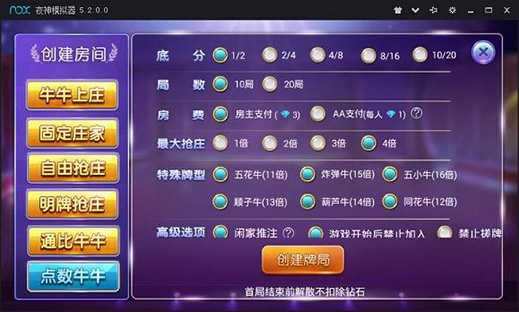 nox 夜神模拟器 5.2.0.0
创建房间
牛牛上庄
固定庄家
自由抢庄
明牌抢庄
通比牛牛
点数牛牛
底 分 1/2 2/4 4/8 8/16 10/20
局 数 10局 20局
房 费 房主支付( 3) AA支付(每人 1) ?
最大抢庄 1倍 2倍 3倍 4倍
特殊牌型 五花牛(11倍) 炸弹牛(15倍) 五小牛(16倍)
顺子牛(13倍) 葫芦牛(14倍) 同花牛(12倍)
高级选项 闲家推注 ? 游戏开始后禁止加入 禁止搓牌
创建牌局
首局结束前解散不扣除钻石